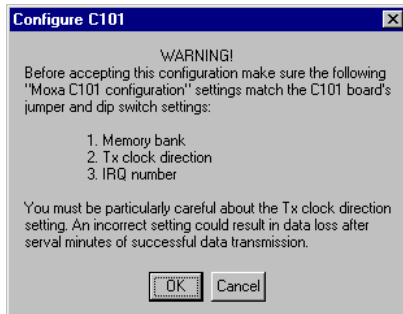 Configure C101
WARNING!
Before accepting this configuration make sure the following
"Moxa C101 configuration" settings match the C101 board's
jumper and dip switch settings:
1. Memory bank
2. Tx clock direction
3. IRQ number
You must be particularly careful about the Tx clock direction
setting. An incorrect setting could result in data loss after
serval minutes of successful data transmission.
OK Cancel